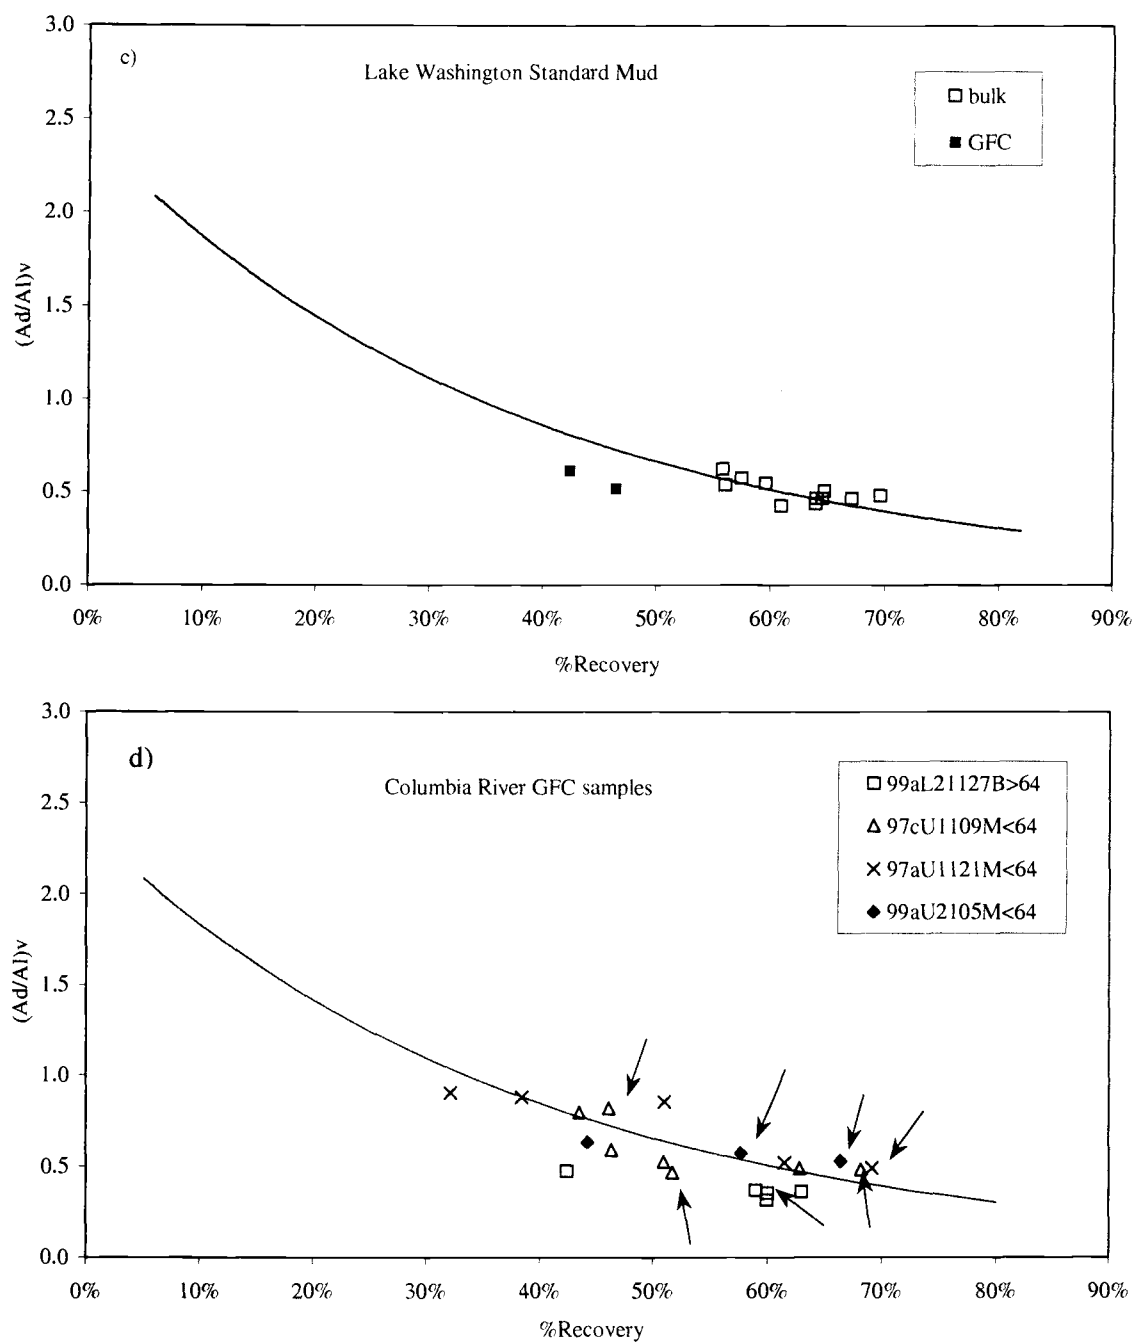 c)
Lake Washington Standard Mud
bulk
GFC
3.0
2.5
2.0
1.5
1.0
0.5
0.0
(Ad/Al)v
0% 10% 20% 30% 40% 50% 60% 70% 80% 90%
%Recovery
d)
Columbia River GFC samples
99aL21127B>64
97cU1109M<64
97aU1121M<64
99aU2105M<64
3.0
2.5
2.0
1.5
1.0
0.5
0.0
(Ad/Al)v
0% 10% 20% 30% 40% 50% 60% 70% 80% 90%
%Recovery